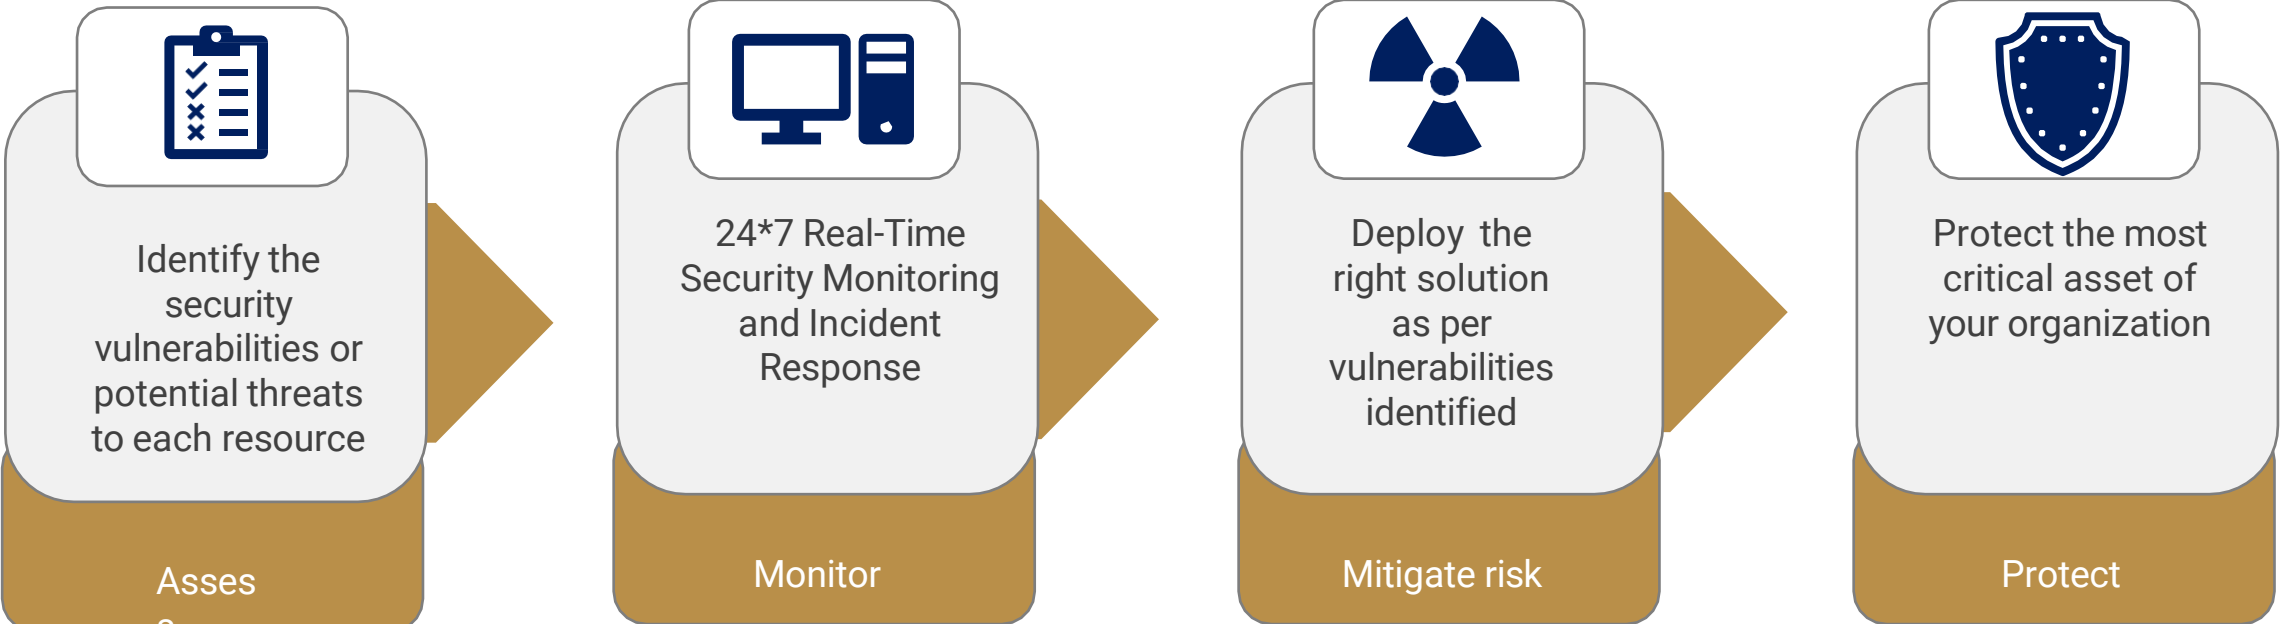 Identify the
security
vulnerabilities or
potential threats
to each resource
Asses
24*7 Real-Time
Security Monitoring
and Incident
Response
Monitor
Deploy the
right solution
as per
vulnerabilities
identified
Mitigate risk
Protect the most
critical asset of
your organization
Protect